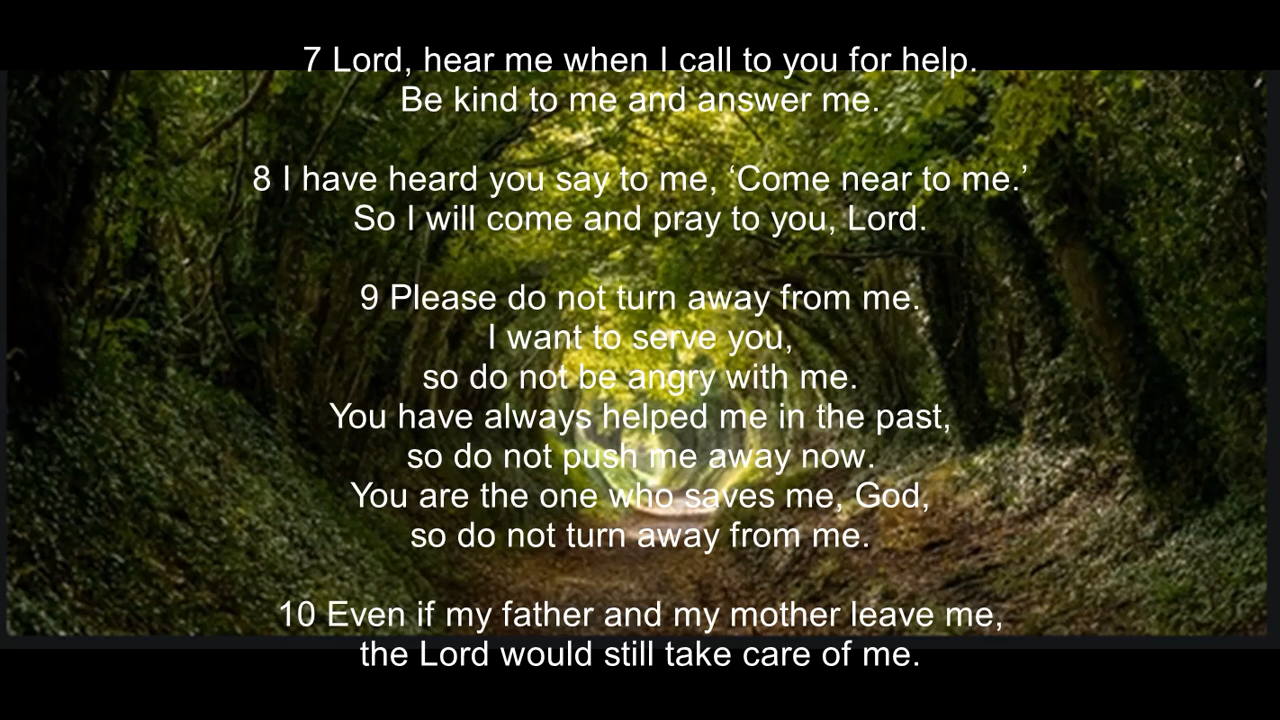 7 Lord, hear me when I call to you for help.
Be kind to me and answer me.
8 I have heard you say to me, ‘Come near to me.’
So I will come and pray to you, Lord.
9 Please do not turn away from me.
I want to serve you,
so do not be angry with me.
You have always helped me in the past,
so do not push me away now.
You are the one who saves me, God,
so do not turn away from me.
10 Even if my father and my mother leave me,
the Lord would still take care of me.